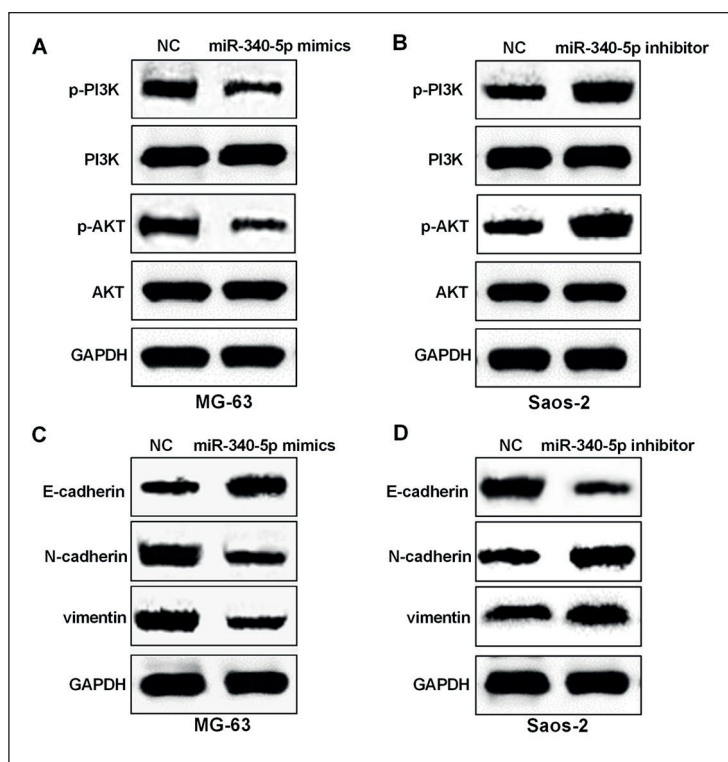 A
NC miR-340-5p mimics
p-PI3K
PI3K
p-AKT
AKT
GAPDH
MG-63
B
NC miR-340-5p inhibitor
p-PI3K
PI3K
p-AKT
AKT
GAPDH
Saos-2
C
NC miR-340-5p mimics
E-cadherin
N-cadherin
vimentin
GAPDH
MG-63
D
NC miR-340-5p inhibitor
E-cadherin
N-cadherin
vimentin
GAPDH
Saos-2